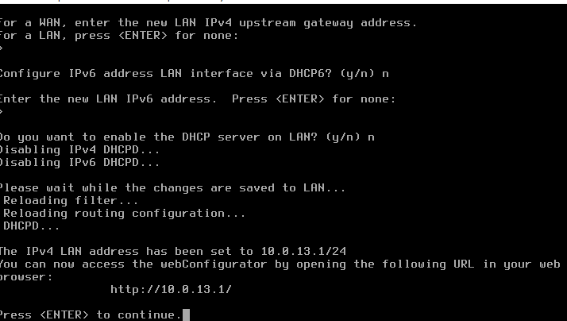 For a WAN, enter the new LAN IPv4 upstream gateway address.
For a LAN, press <ENTER> for none:
>
Configure IPv6 address LAN interface via DHCP6? (y/n) n
Enter the new LAN IPv6 address.  Press <ENTER> for none:
>
Do you want to enable the DHCP server on LAN? (y/n) n
Disabling IPv4 DHCPD...
Disabling IPv6 DHCPD...
Please wait while the changes are saved to LAN...
Reloading filter...
Reloading routing configuration...
DHCPD...
The IPv4 LAN address has been set to 10.0.13.1/24
You can now access the webConfigurator by opening the following URL in your web
browser:
http://10.0.13.1/
Press <ENTER> to continue.